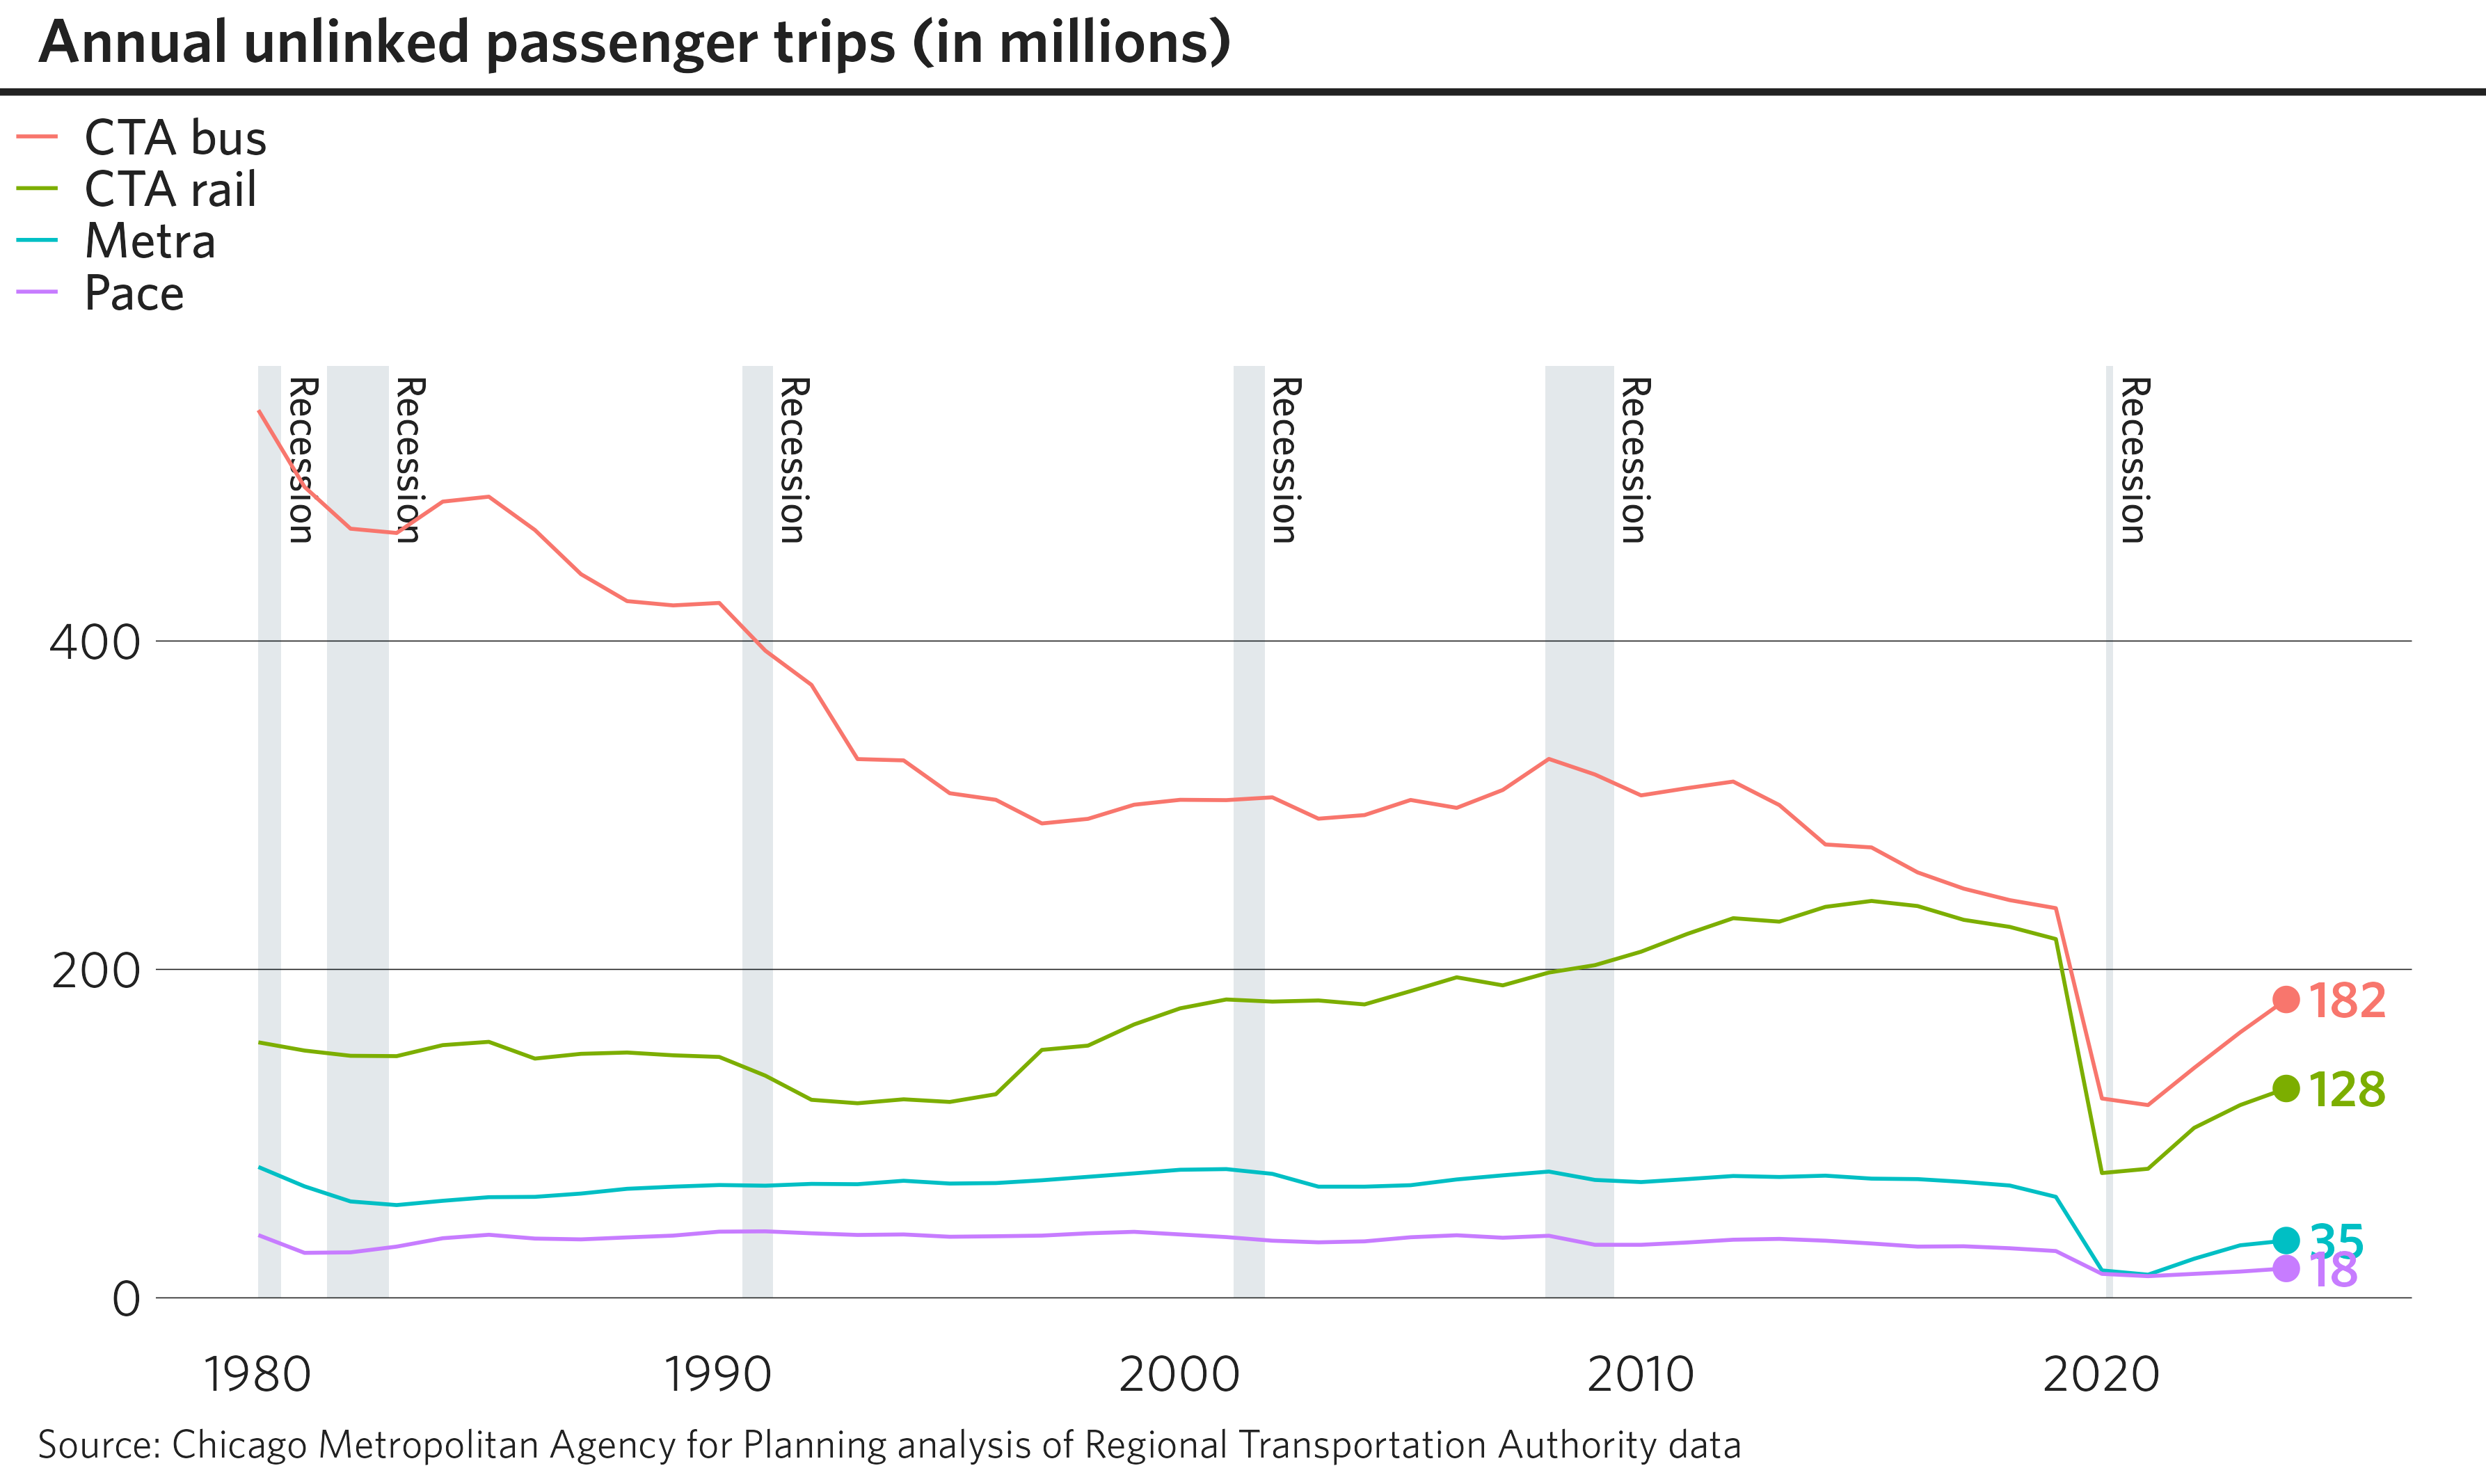 Annual unlinked passenger trips (in millions)
CTA bus
CTA rail
Metra
Pace
Recession
Recession
Recession
Recession
Recession
Recession
400
200
0
182
128
35
18
1980
1990
2000
2010
2020
Source: Chicago Metropolitan Agency for Planning analysis of Regional Transportation Authority data